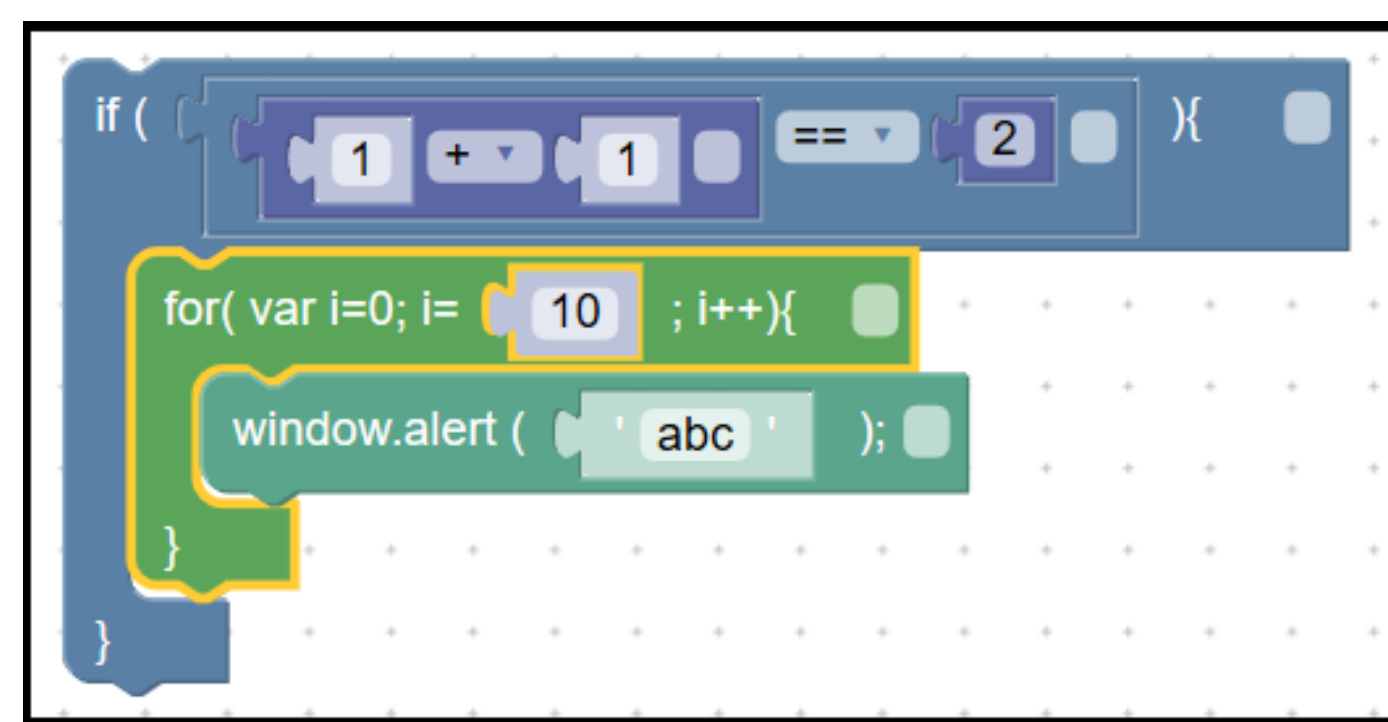 if ( 1 + 1 == 2 ){
for( var i=0; i= 10 ; i++){
window.alert ( ' abc ' );
}
}